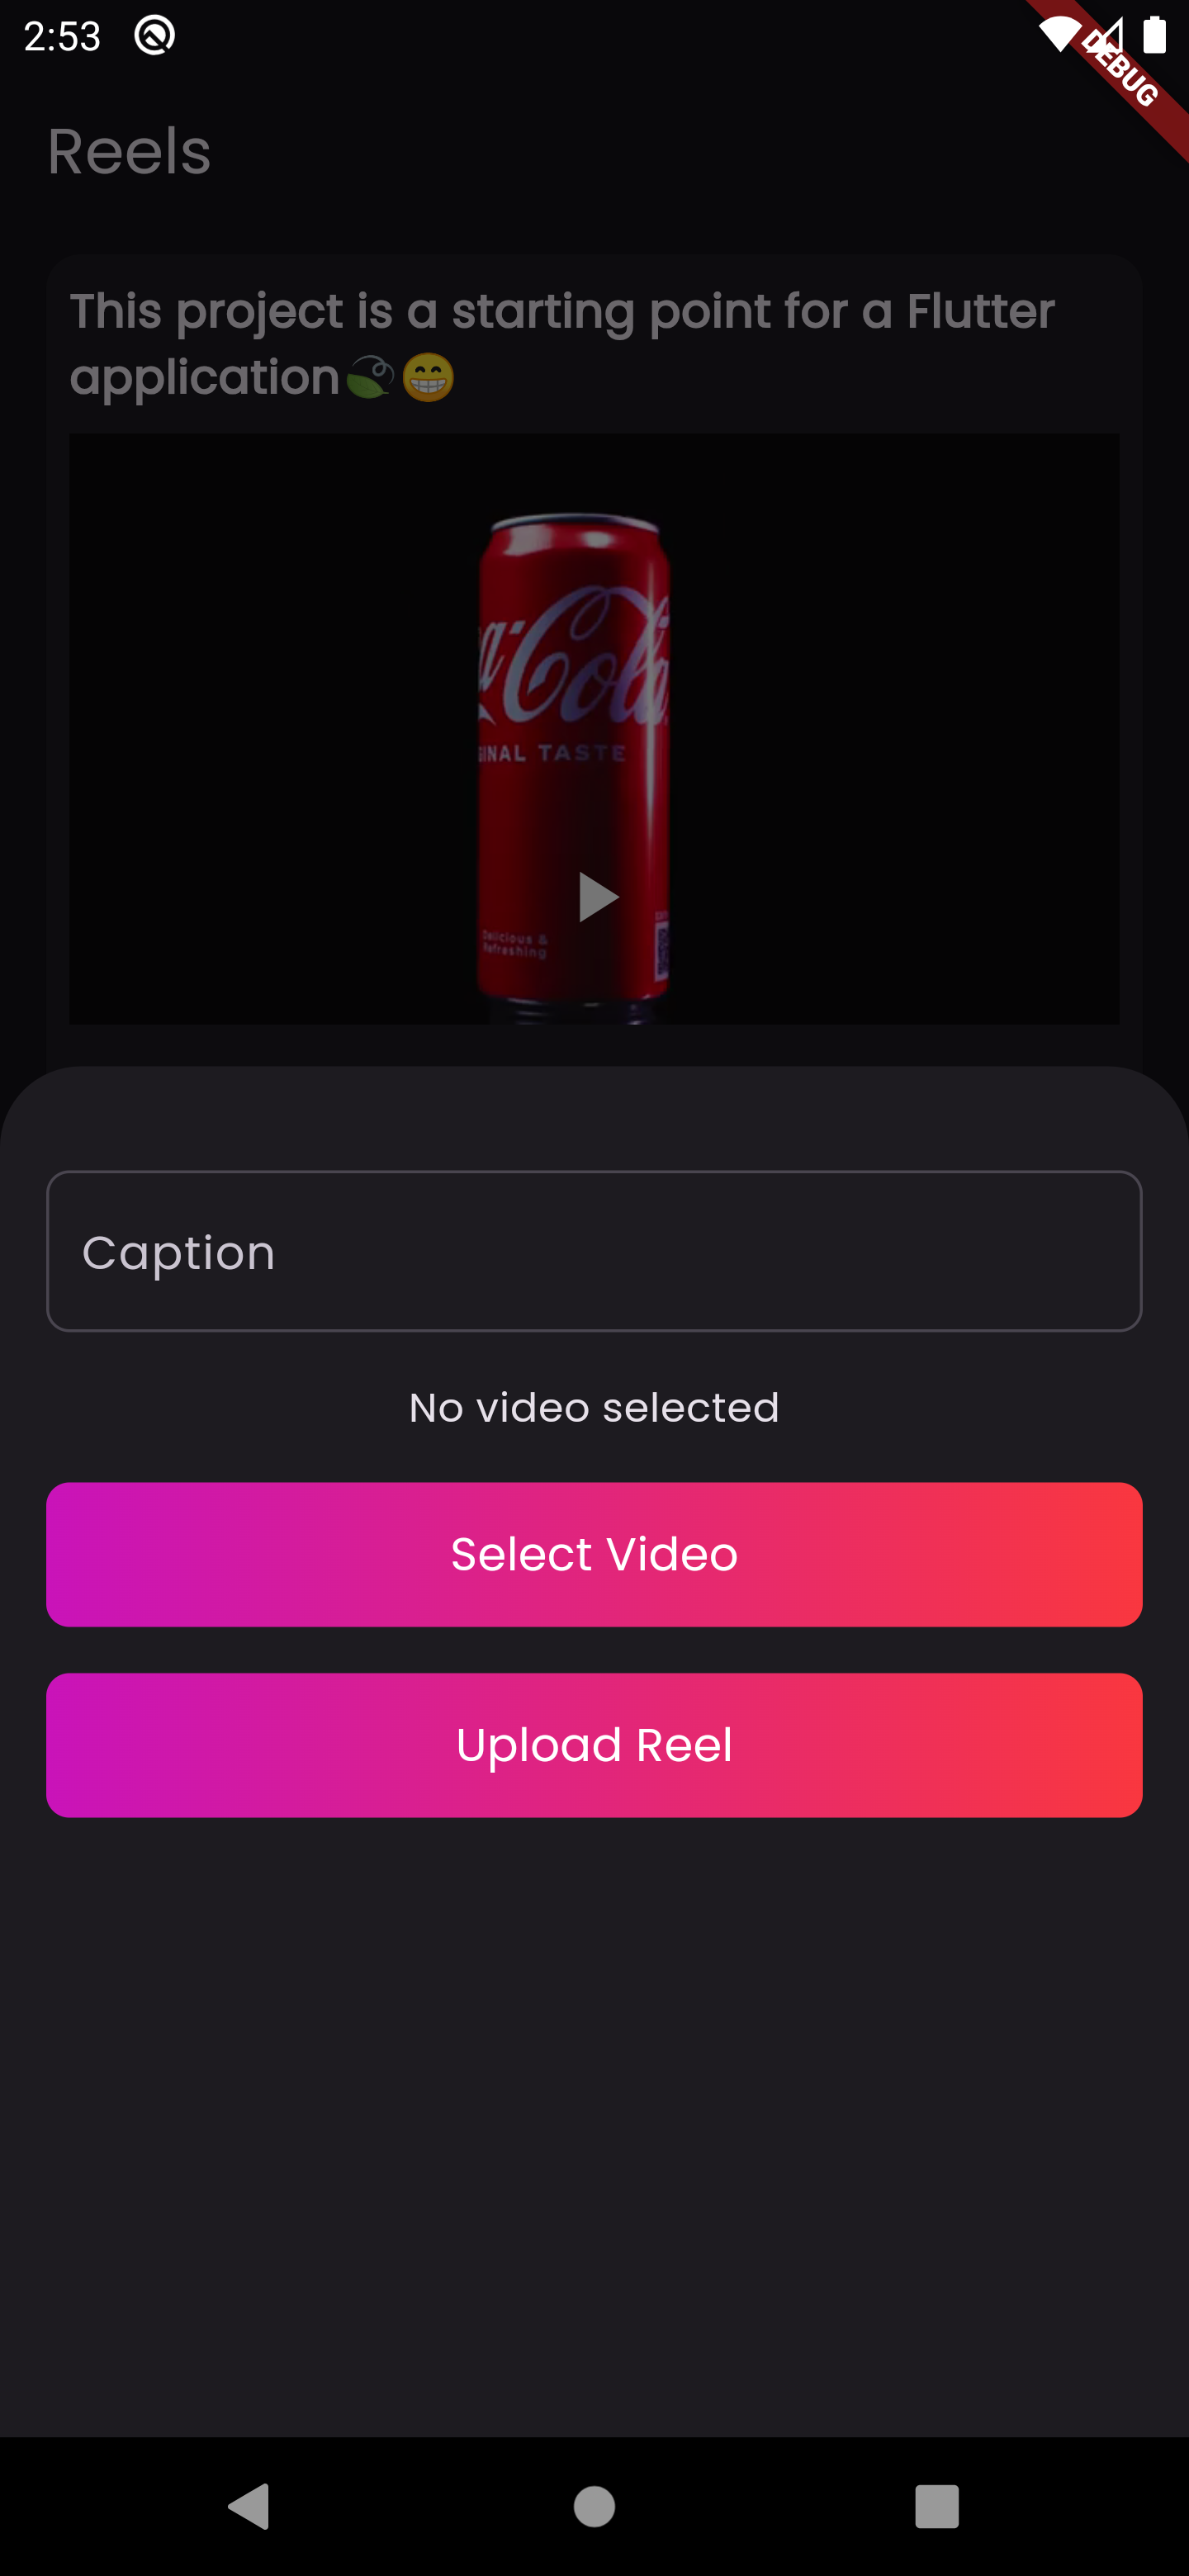 2:53
DEBUG
Reels
This project is a starting point for a Flutter
application🍃😁
Coca-Cola
GINAL TASTE
Delicious &
Refreshing
Caption
No video selected
Select Video
Upload Reel